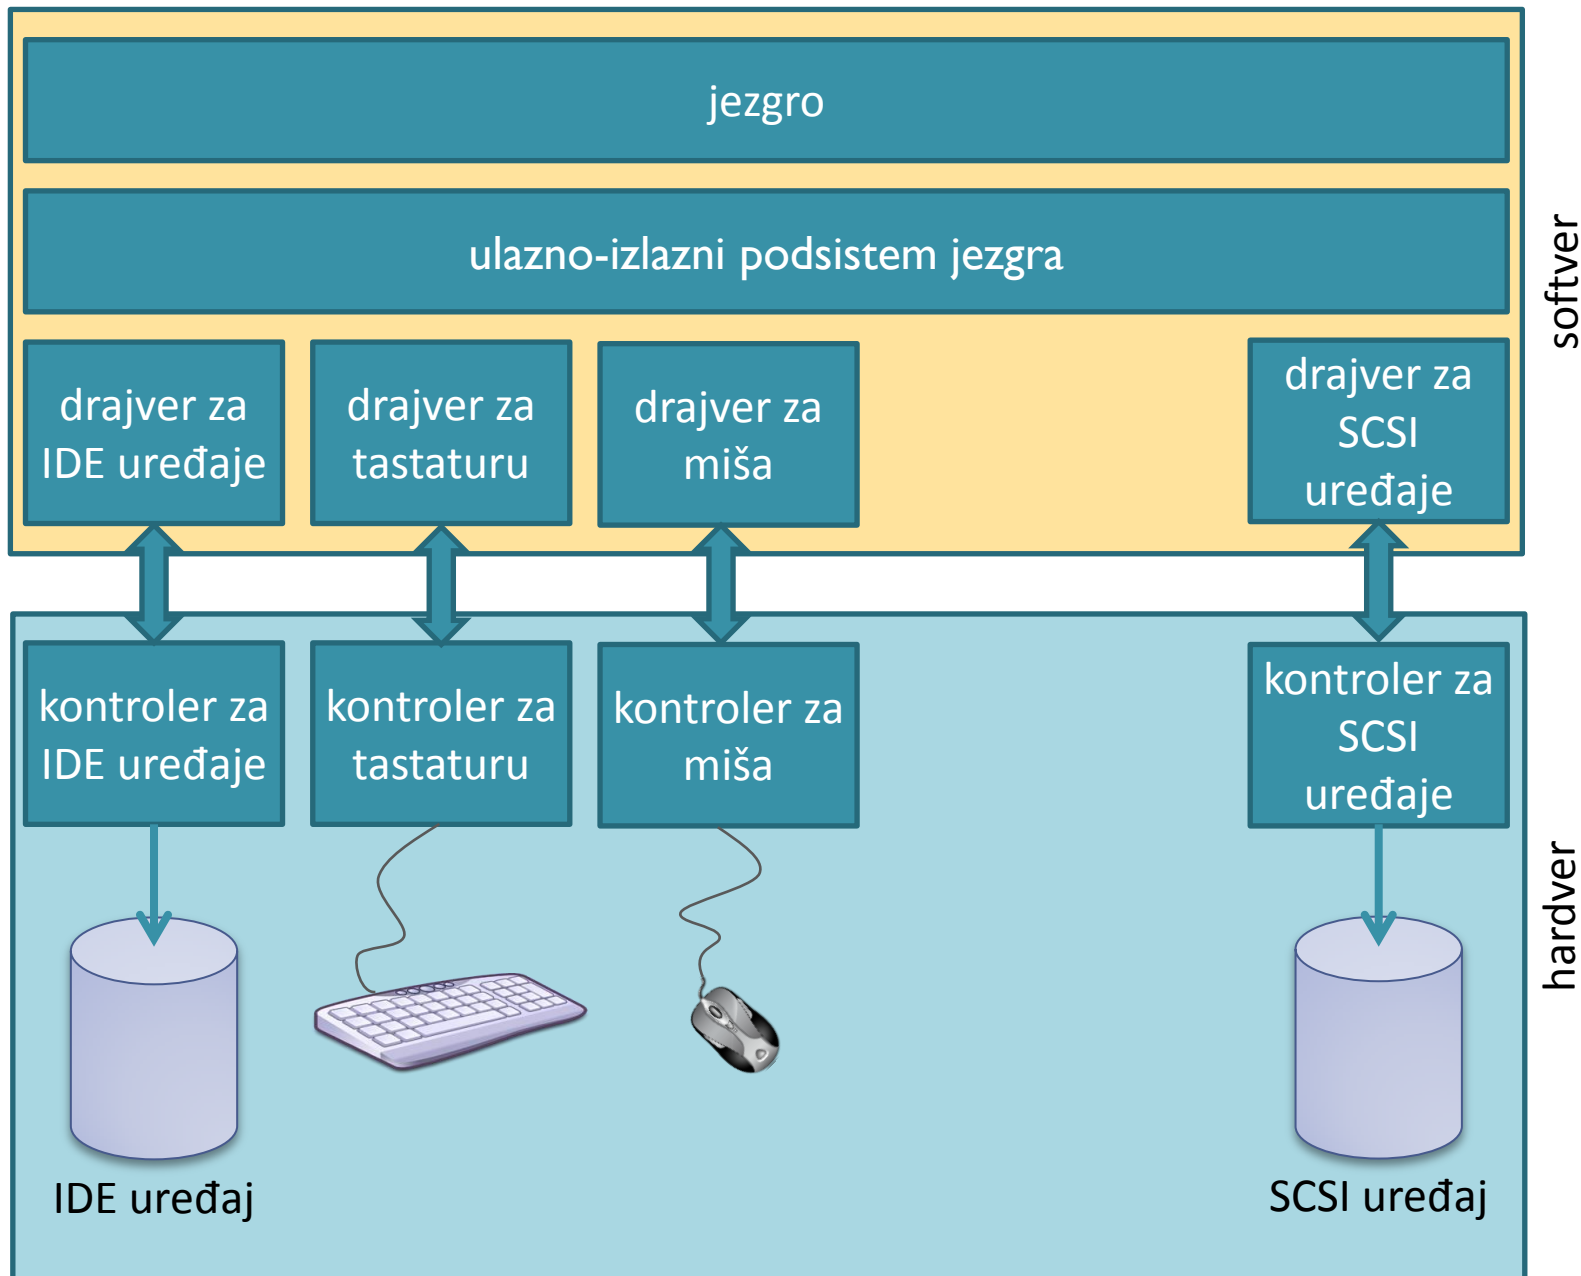 jezgro
ulazno-izlazni podsistem jezgra
softver
drajver za
IDE uređaje
drajver za
tastaturu
drajver za
miša
drajver za
SCSI
uređaje
kontroler za
IDE uređaje
kontroler za
tastaturu
kontroler za
miša
kontroler za
SCSI
uređaje
hardver
IDE uređaj
SCSI uređaj